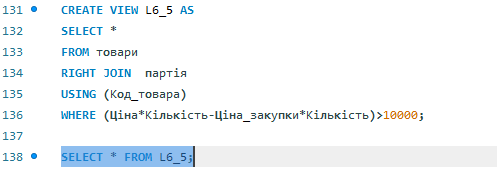 131 CREATE VIEW L6_5 AS
132 SELECT *
133 FROM товари
134 RIGHT JOIN партія
135 USING (Код_товара)
136 WHERE (Ціна*Кількість-Ціна_закупки*Кількість)>10000;
137
138 SELECT * FROM L6_5;